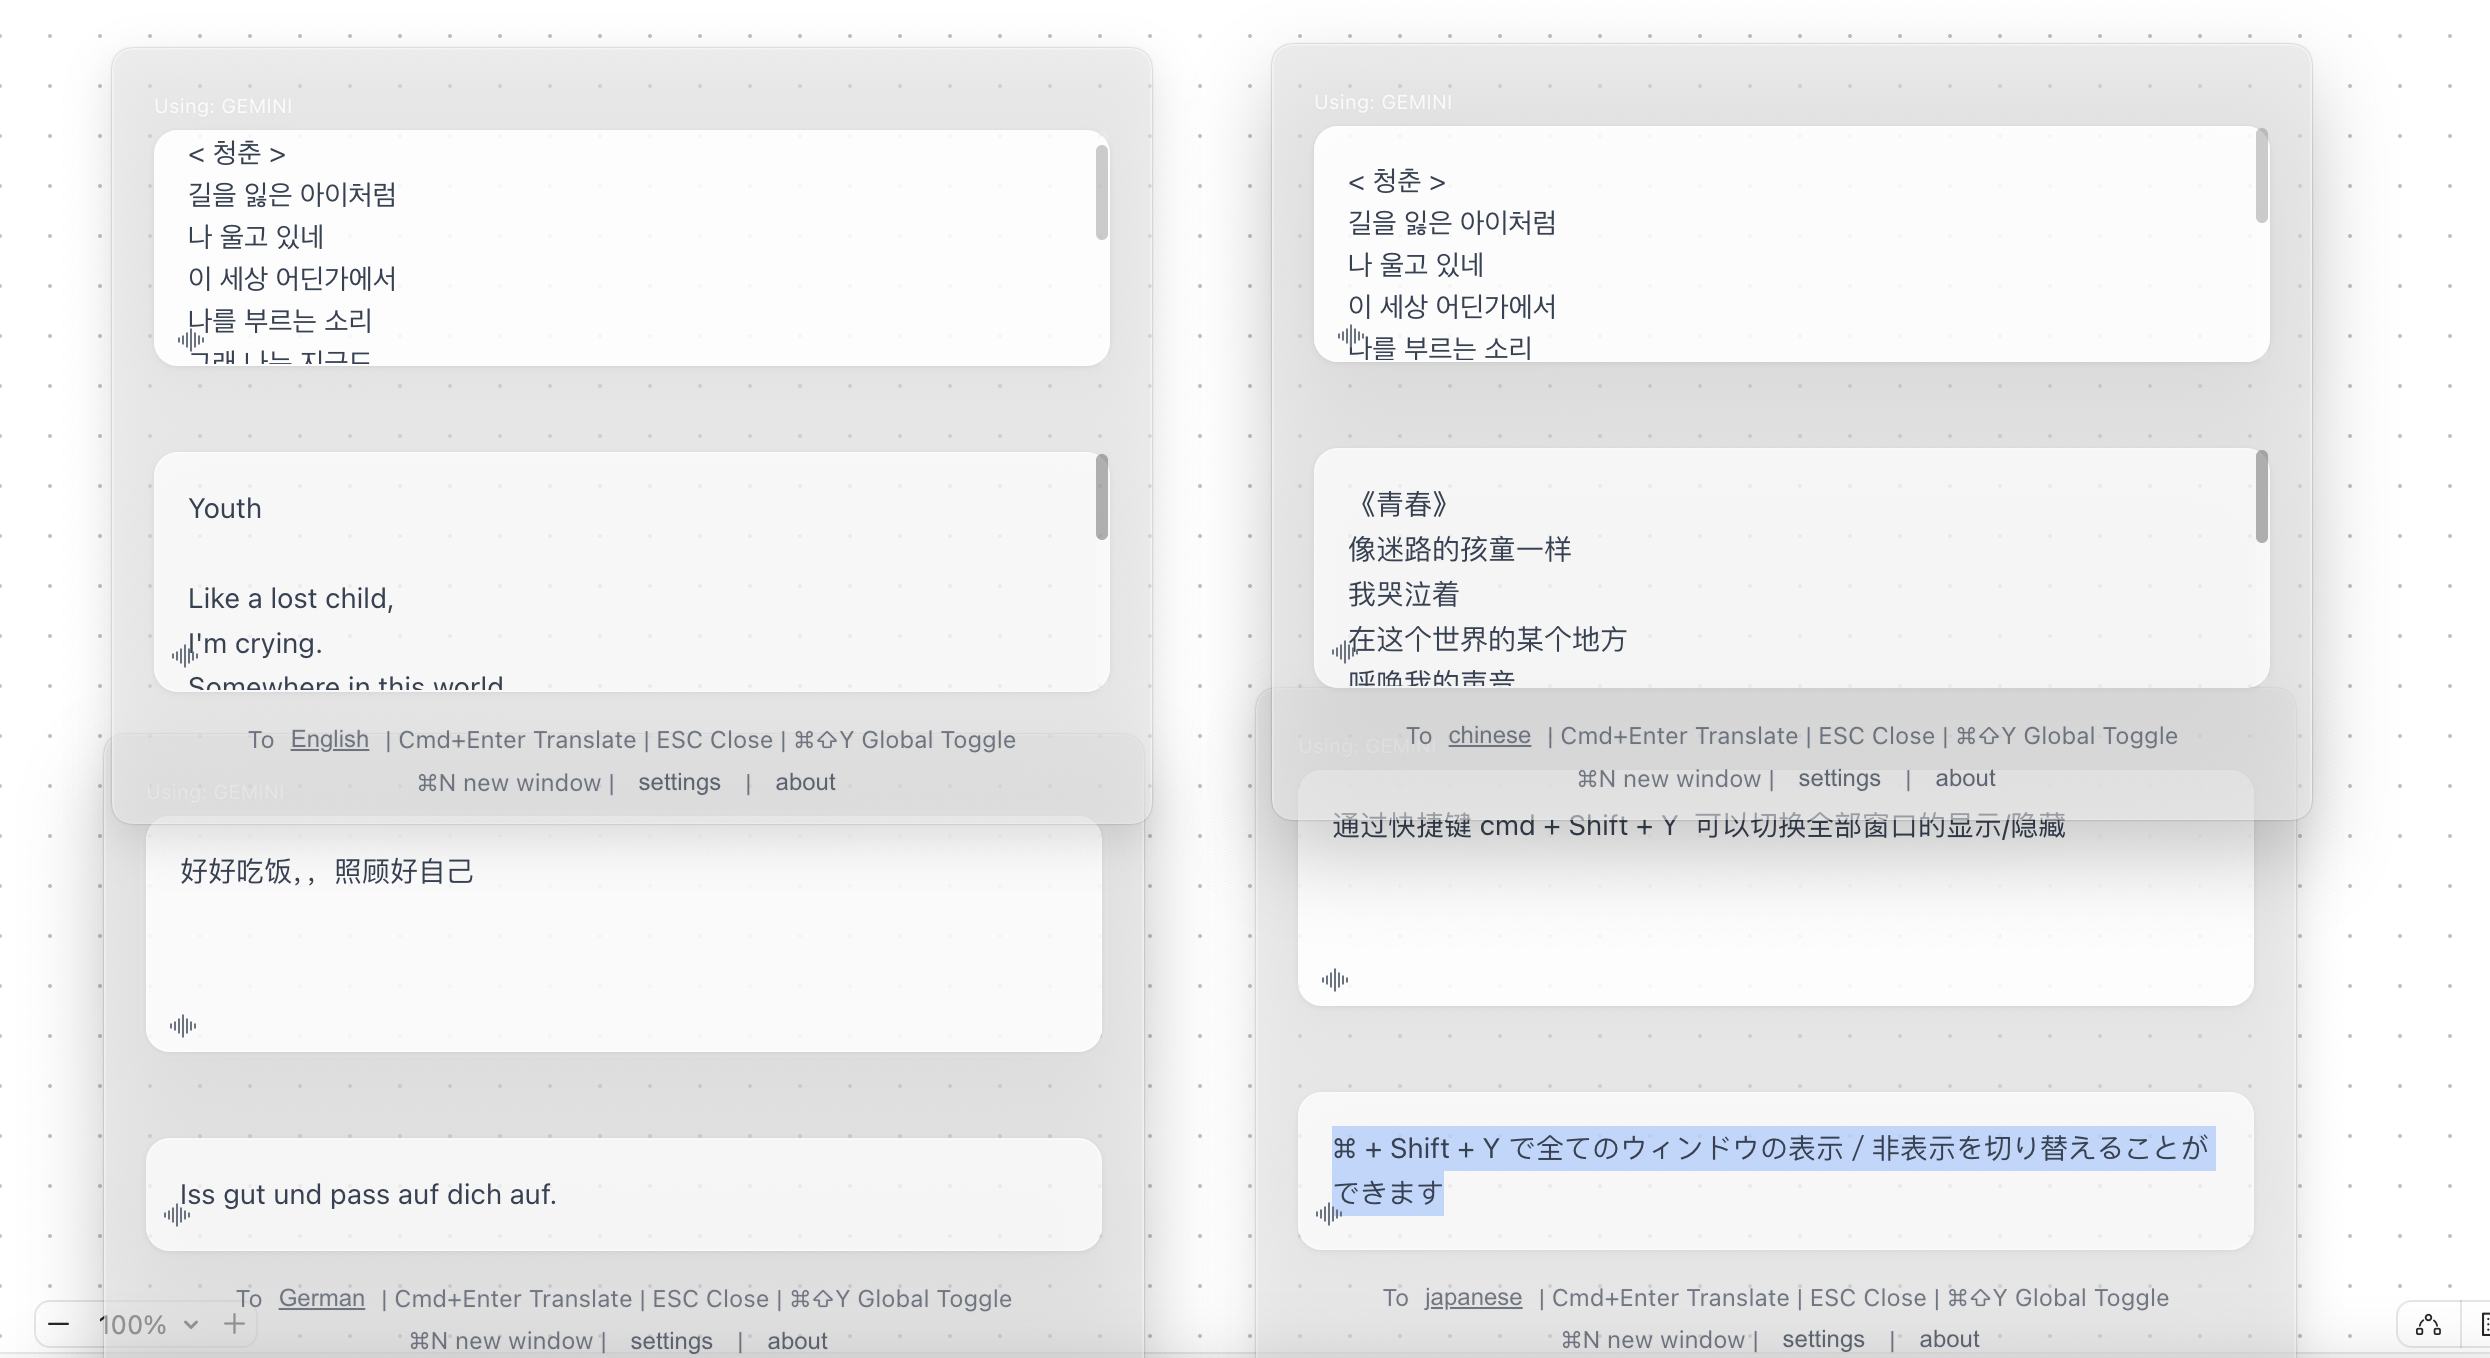 Using: GEMINI
< 청춘 >
길을 잃은 아이처럼
나 울고 있네
이 세상 어딘가에서
나를 부르는 소리
그래 나는 지금도
Youth
Like a lost child,
I'm crying.
Somewhere in this world
To English | Cmd+Enter Translate | ESC Close | ⌘⇧Y Global Toggle
⌘N new window | settings | about
Using: GEMINI
< 청춘 >
길을 잃은 아이처럼
나 울고 있네
이 세상 어딘가에서
나를 부르는 소리
《青春》
像迷路的孩童一样
我哭泣着
在这个世界的某个地方
呼唤我的声音
To chinese | Cmd+Enter Translate | ESC Close | ⌘⇧Y Global Toggle
⌘N new window | settings | about
Using: GEMINI
好好吃饭，，照顾好自己
Iss gut und pass auf dich auf.
To German | Cmd+Enter Translate | ESC Close | ⌘⇧Y Global Toggle
⌘N new window | settings | about
Using: GEMINI
通过快捷键 cmd + Shift + Y 可以切换全部窗口的显示/隐藏
⌘ + Shift + Y で全てのウィンドウの表示 / 非表示を切り替えることが
できます
To japanese | Cmd+Enter Translate | ESC Close | ⌘⇧Y Global Toggle
⌘N new window | settings | about
100%